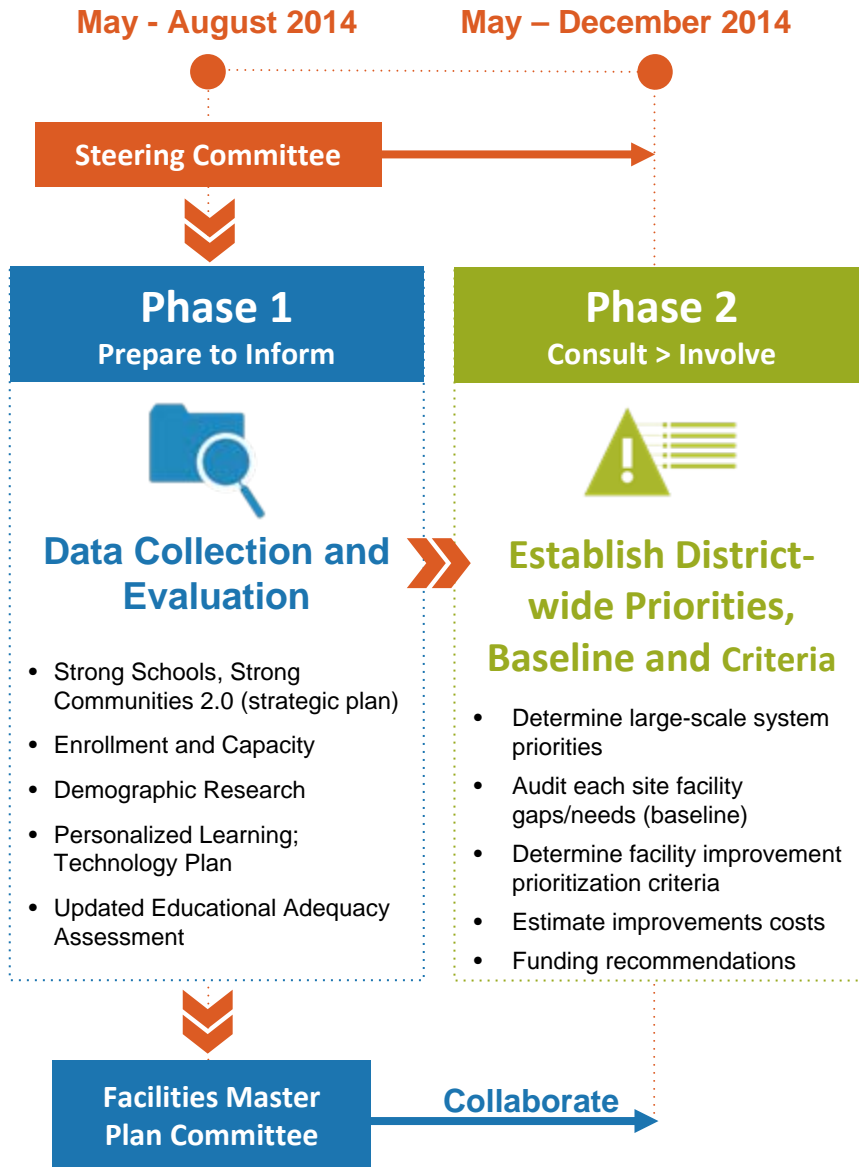 May - August 2014
May – December 2014
Steering Committee
Phase 1
Prepare to Inform
Data Collection and
Evaluation
• Strong Schools, Strong
Communities 2.0 (strategic plan)
• Enrollment and Capacity
• Demographic Research
• Personalized Learning;
Technology Plan
• Updated Educational Adequacy
Assessment
Phase 2
Consult > Involve
Establish District-
wide Priorities,
Baseline and Criteria
• Determine large-scale system
priorities
• Audit each site facility
gaps/needs (baseline)
• Determine facility improvement
prioritization criteria
• Estimate improvements costs
• Funding recommendations
Facilities Master
Plan Committee
Collaborate